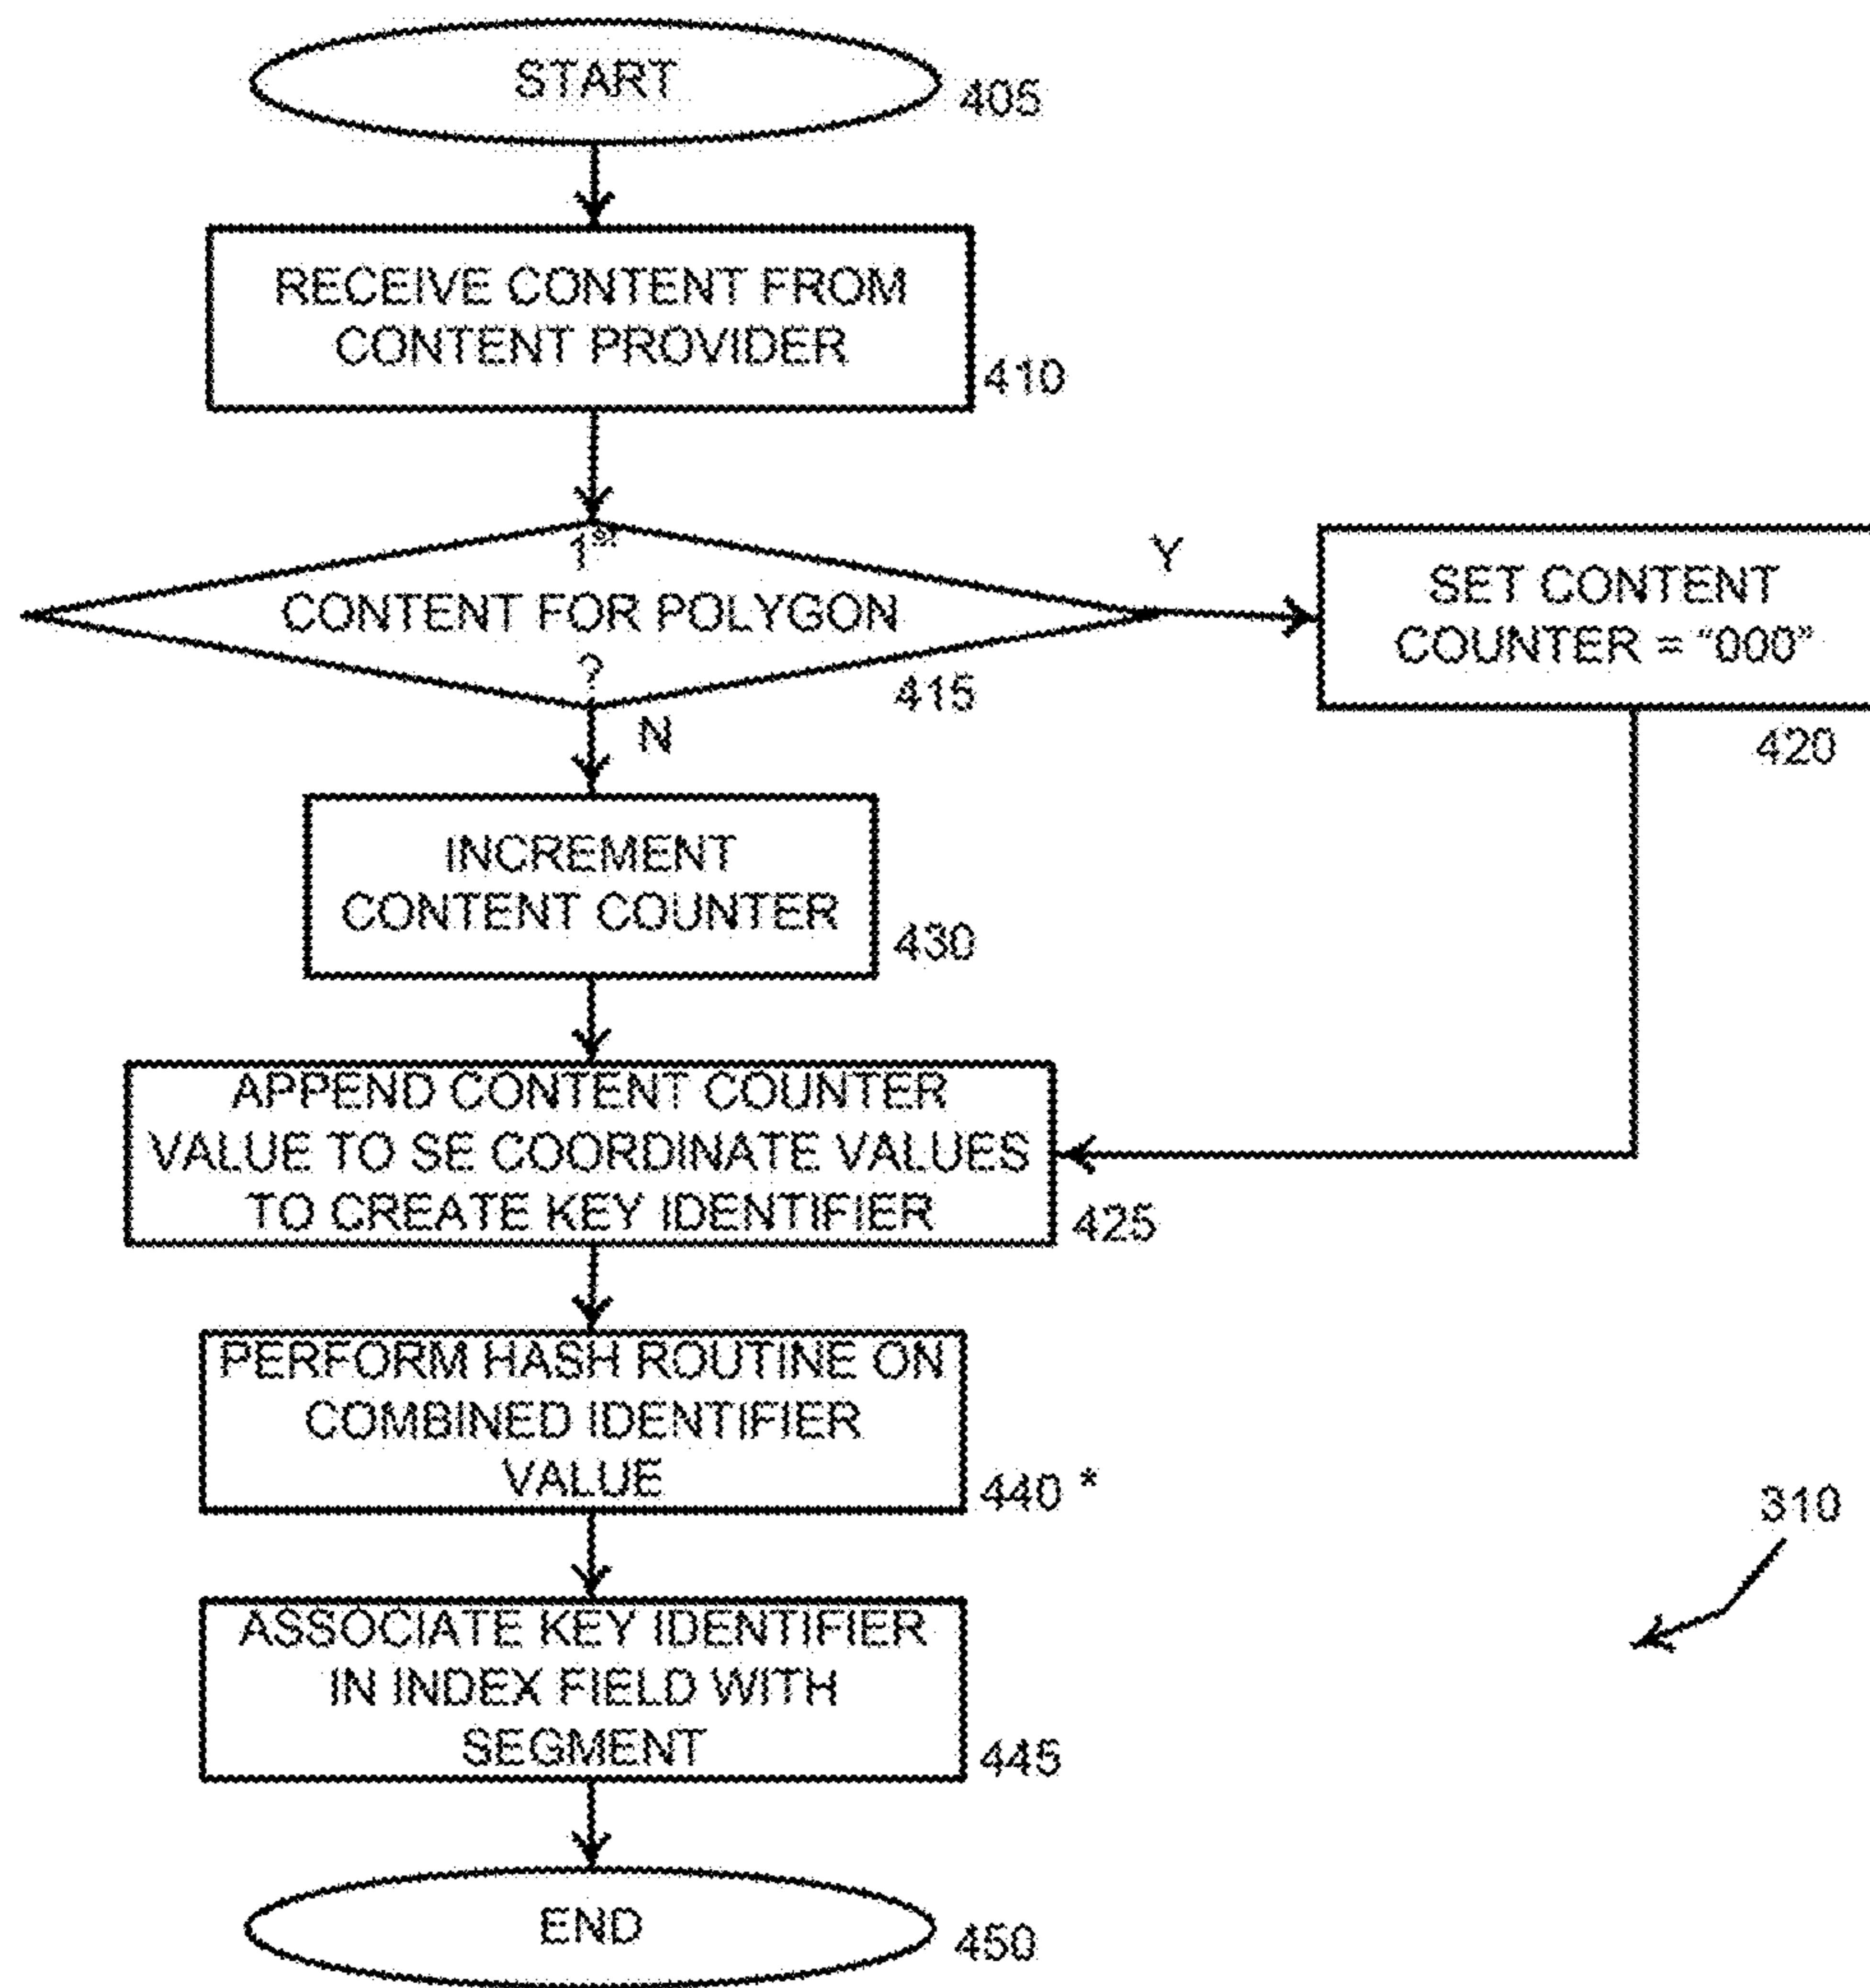 START
405
RECEIVE CONTENT FROM
CONTENT PROVIDER
410
1st
CONTENT FOR POLYGON
?
415
Y
SET CONTENT
COUNTER = "000"
420
N
INCREMENT
CONTENT COUNTER
430
APPEND CONTENT COUNTER
VALUE TO SE COORDINATE VALUES
TO CREATE KEY IDENTIFIER
425
PERFORM HASH ROUTINE ON
COMBINED IDENTIFIER
VALUE
440 *
310
ASSOCIATE KEY IDENTIFIER
IN INDEX FIELD WITH
SEGMENT
445
END
450